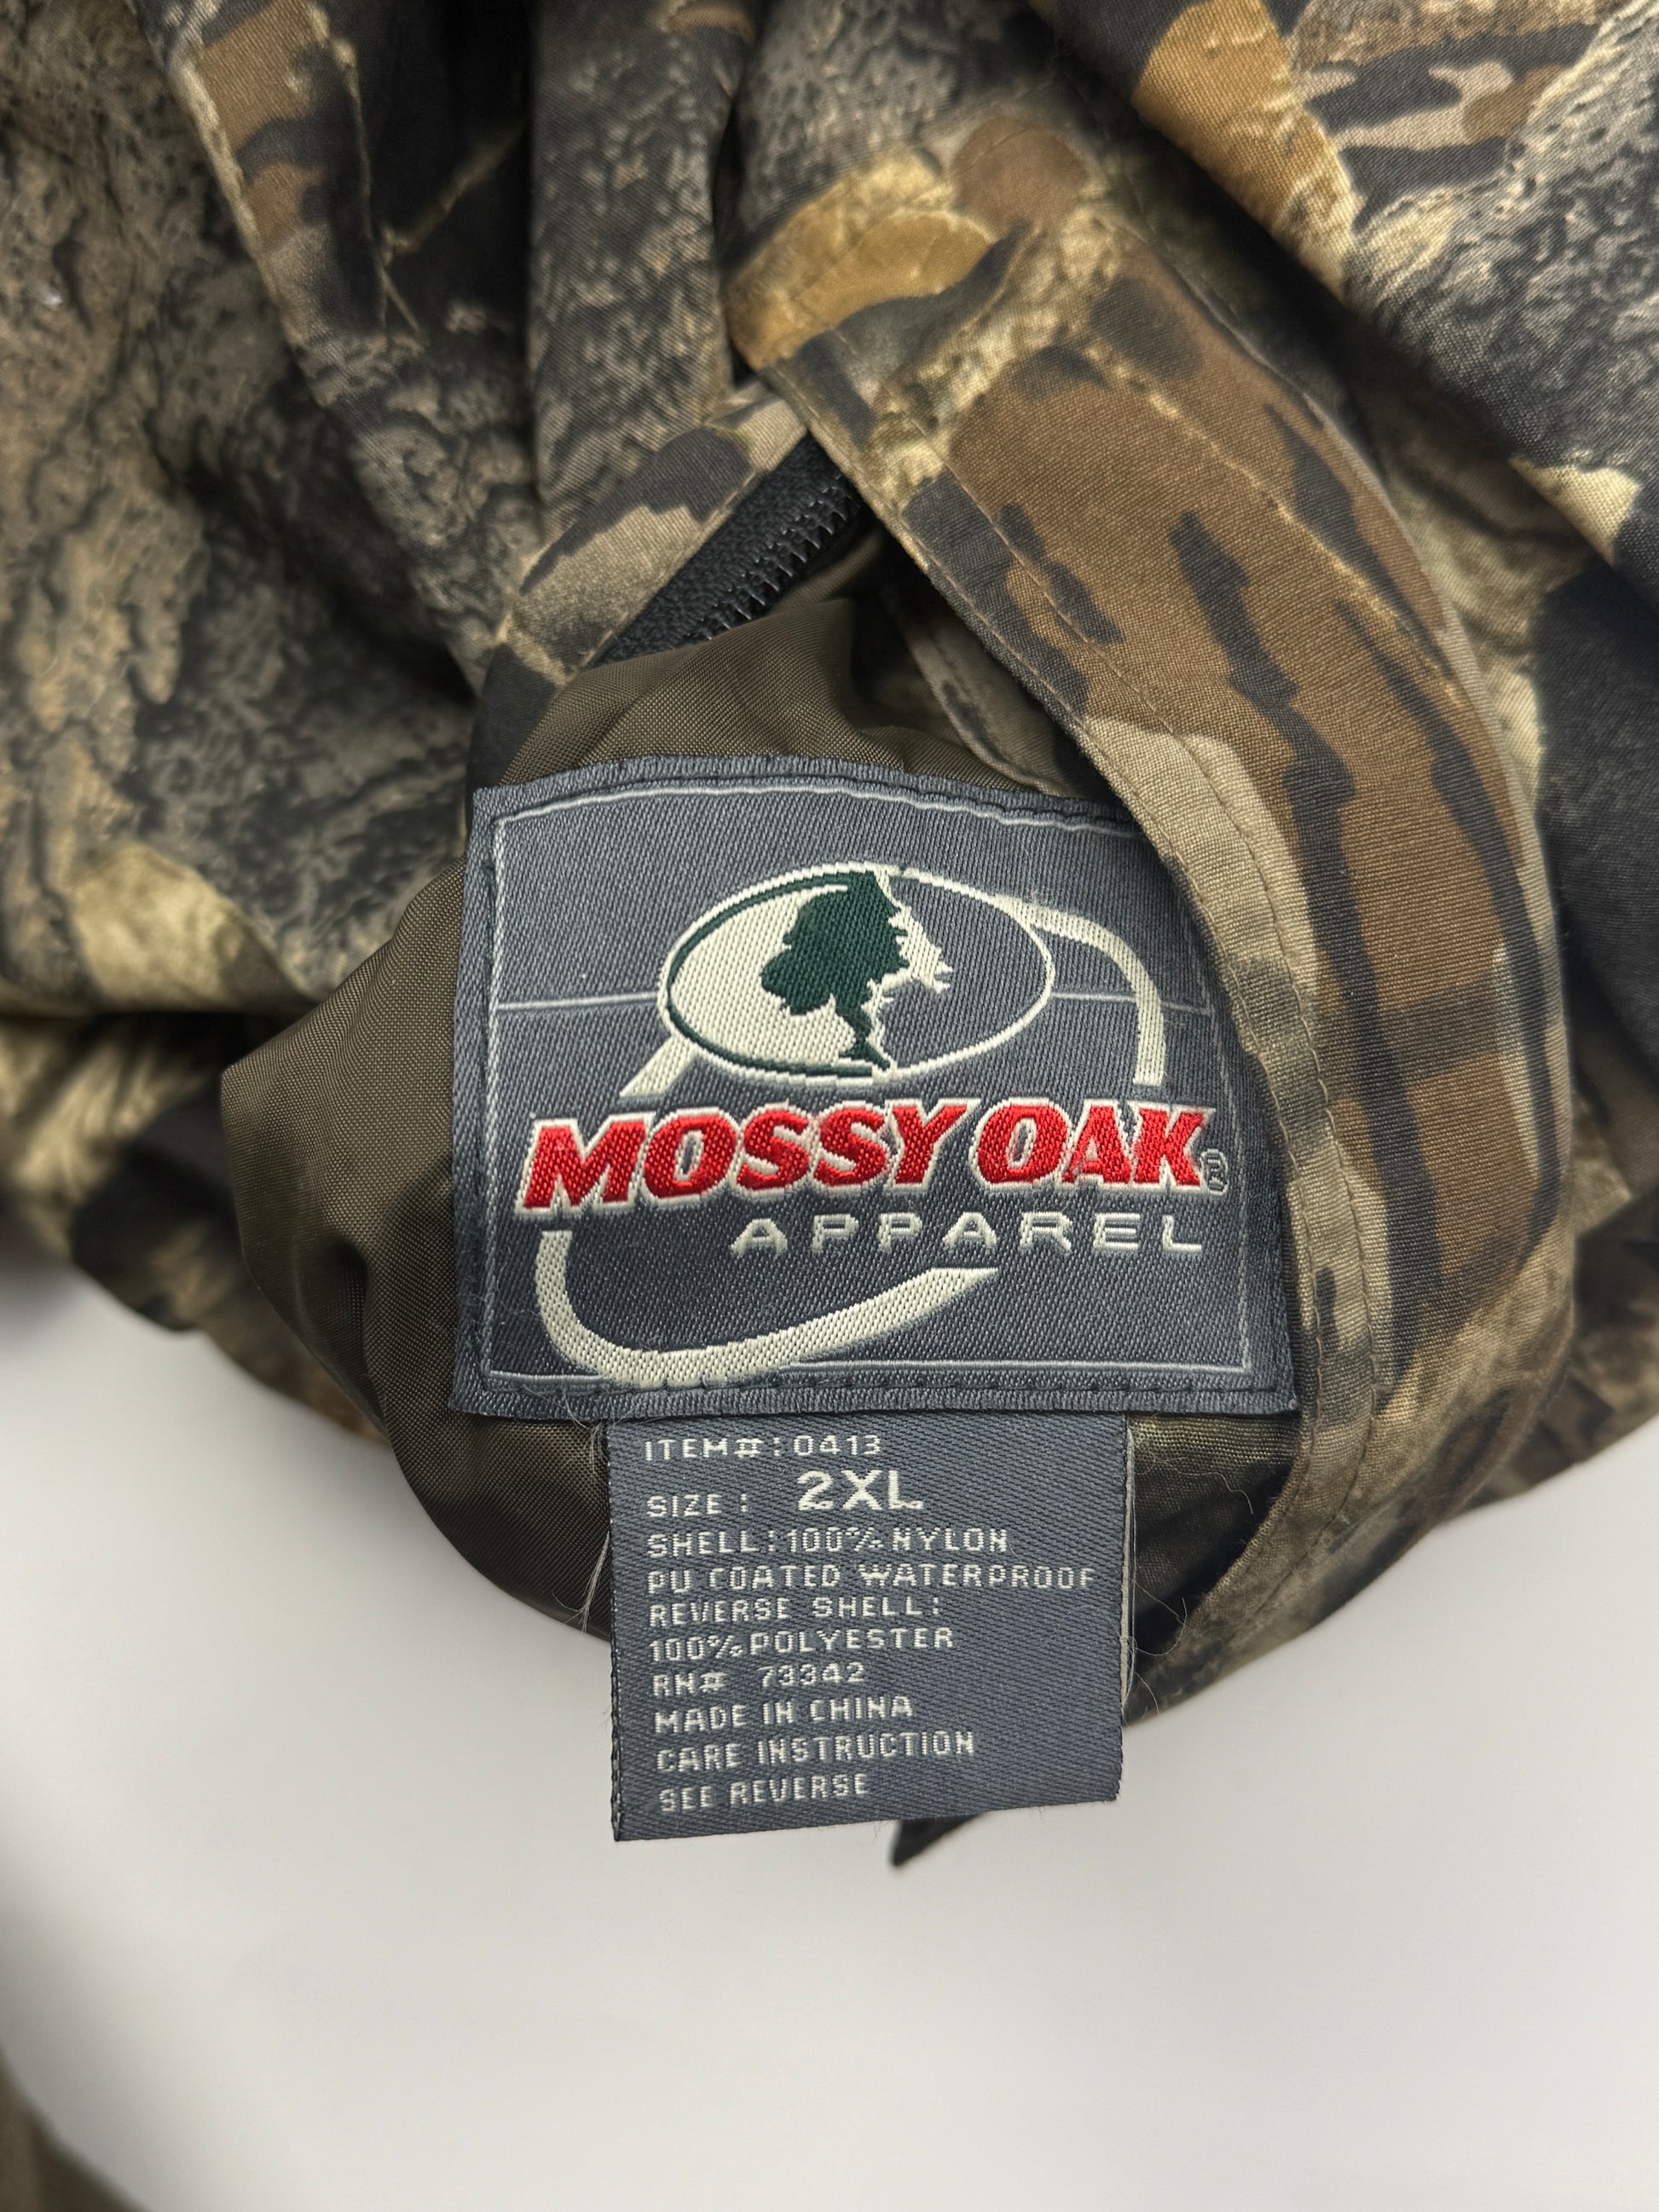 MOSSY OAK®
APPAREL
ITEM#:0413
SIZE: 2XL
SHELL:100%NYLON
PU COATED WATERPROOF
REVERSE SHELL:
100%POLYESTER
RN# 73342
MADE IN CHINA
CARE INSTRUCTION
SEE REVERSE